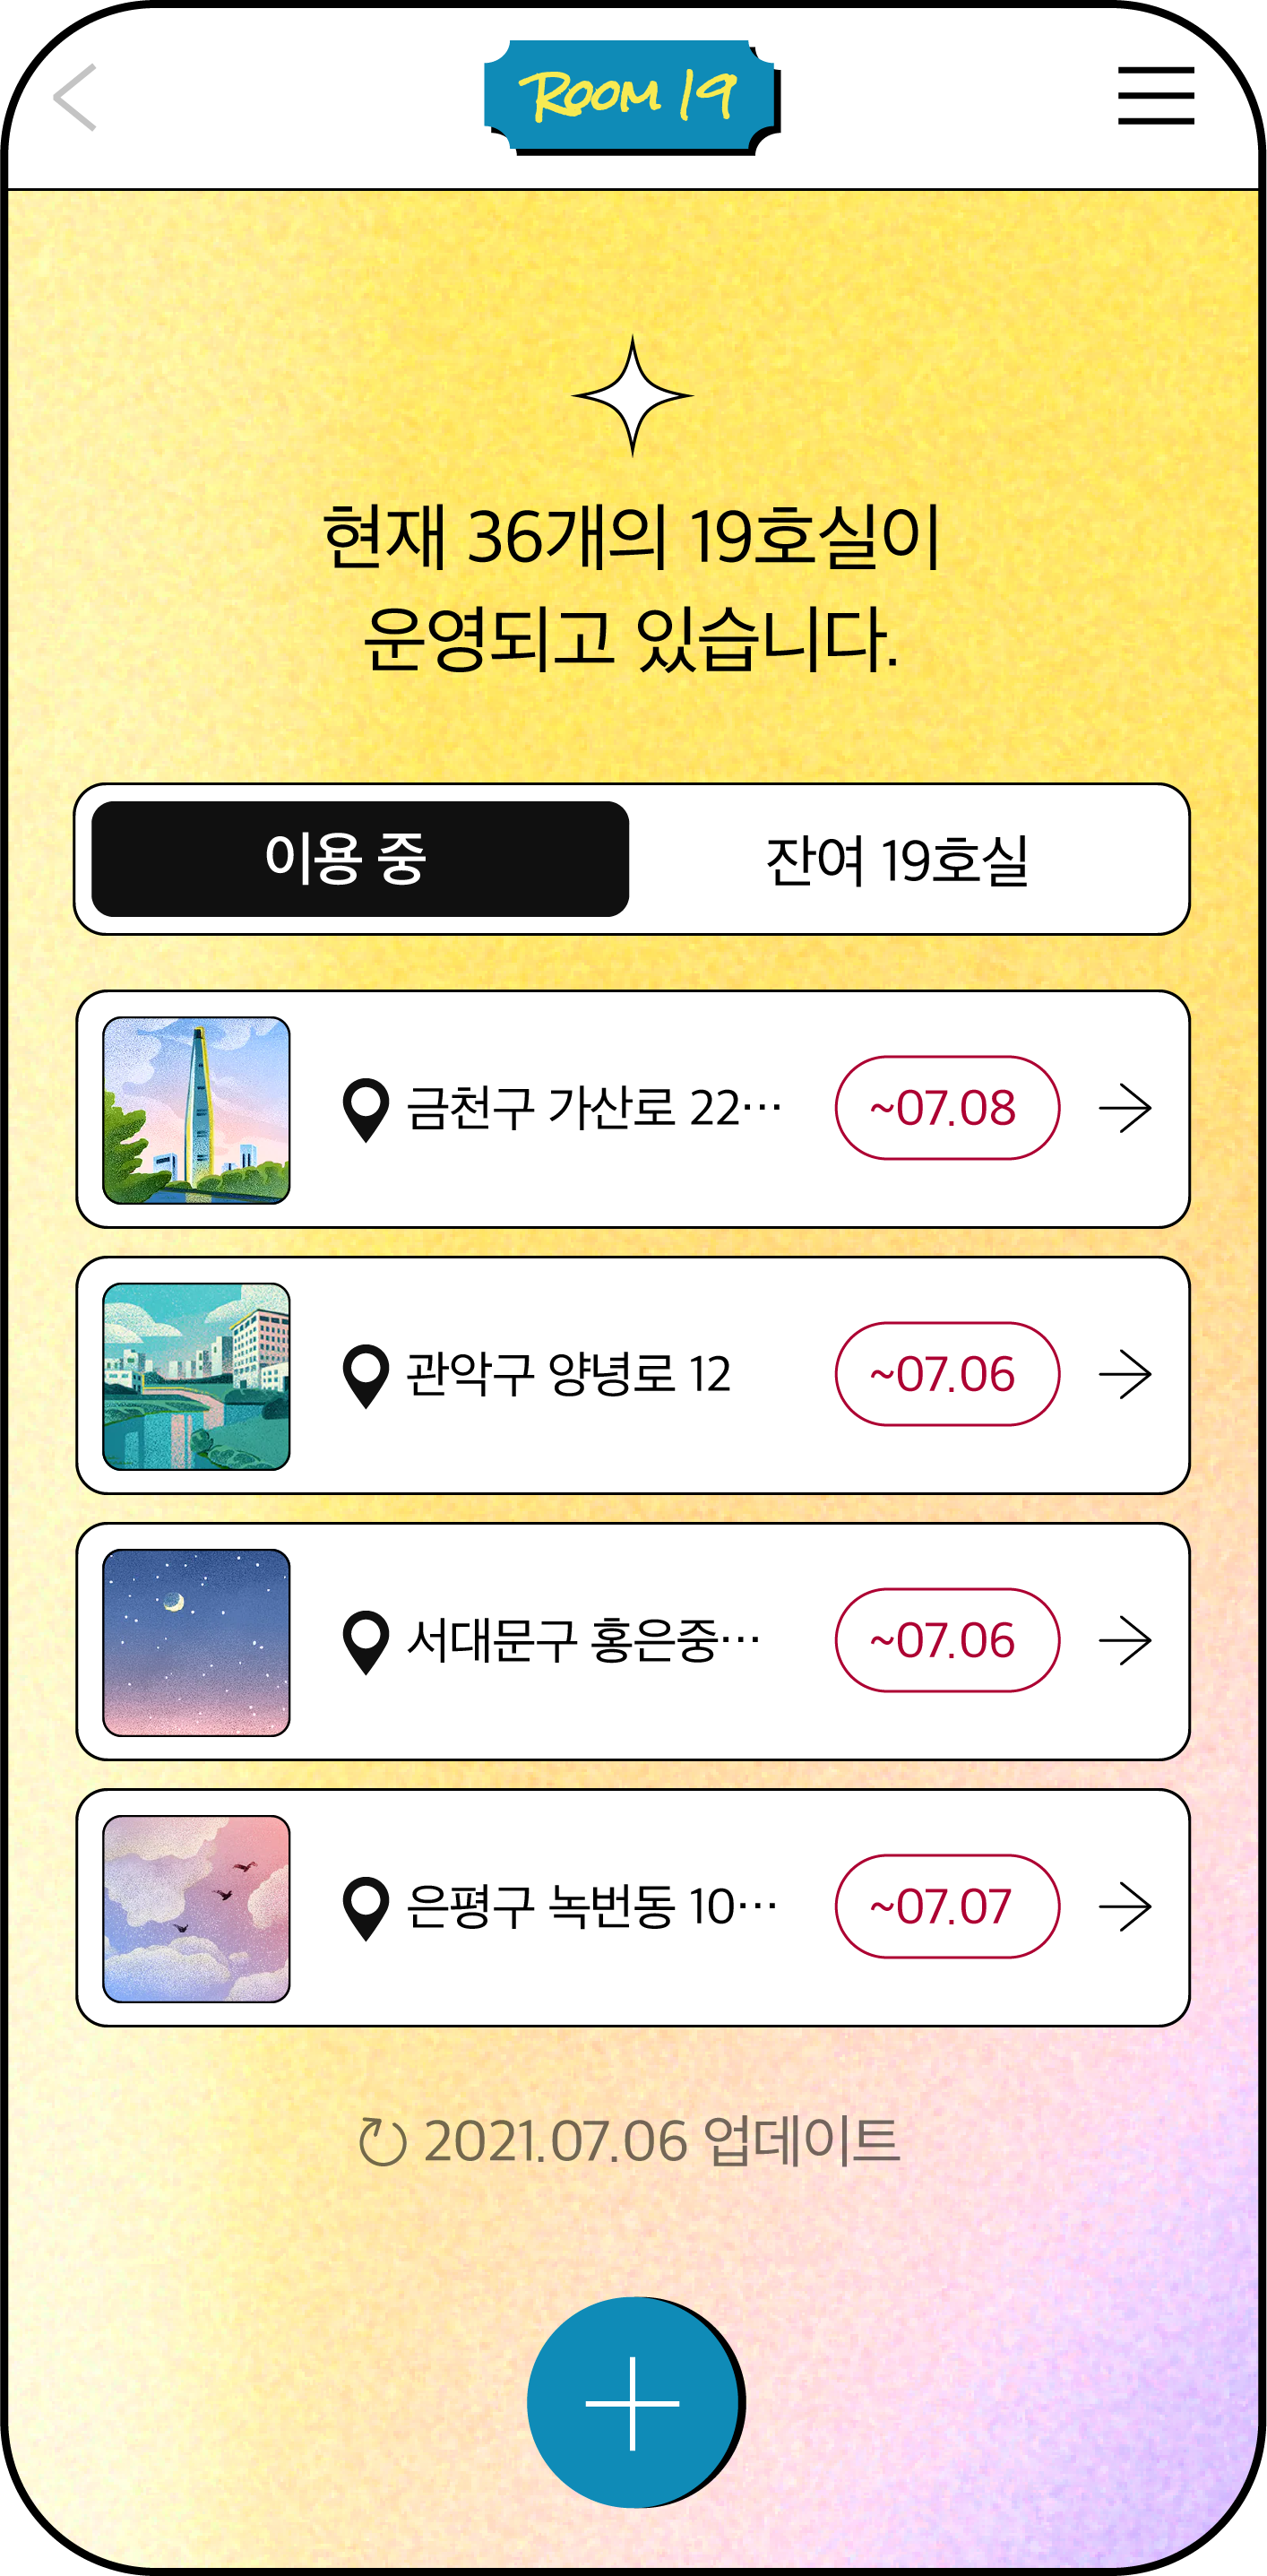 ROOM 19
현재 36개의 19호실이
운영되고 있습니다.
이용 중
잔여 19호실
금천구 가산로 22…
~07.08
관악구 양녕로 12
~07.06
서대문구 홍은중…
~07.06
은평구 녹번동 10…
~07.07
2021.07.06 업데이트